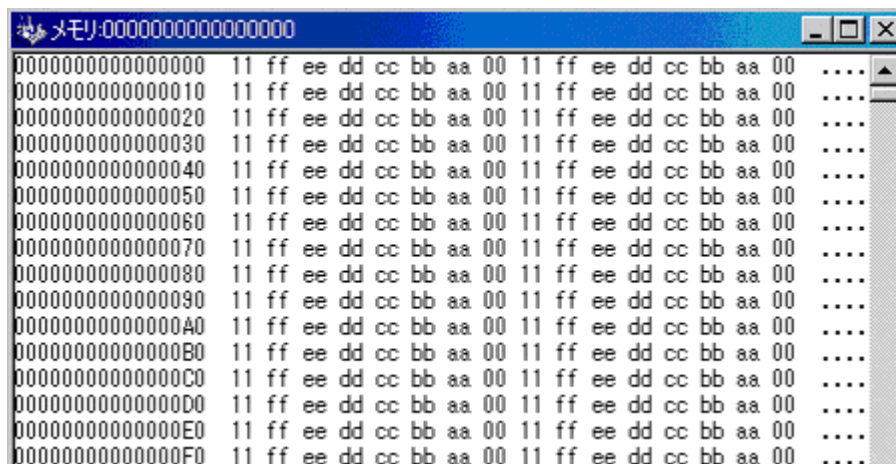 メモリ:0000000000000000
0000000000000000 11 ff ee dd cc bb aa 00 11 ff ee dd cc bb aa 00 ....
0000000000000010 11 ff ee dd cc bb aa 00 11 ff ee dd cc bb aa 00 ....
0000000000000020 11 ff ee dd cc bb aa 00 11 ff ee dd cc bb aa 00 ....
0000000000000030 11 ff ee dd cc bb aa 00 11 ff ee dd cc bb aa 00 ....
0000000000000040 11 ff ee dd cc bb aa 00 11 ff ee dd cc bb aa 00 ....
0000000000000050 11 ff ee dd cc bb aa 00 11 ff ee dd cc bb aa 00 ....
0000000000000060 11 ff ee dd cc bb aa 00 11 ff ee dd cc bb aa 00 ....
0000000000000070 11 ff ee dd cc bb aa 00 11 ff ee dd cc bb aa 00 ....
0000000000000080 11 ff ee dd cc bb aa 00 11 ff ee dd cc bb aa 00 ....
0000000000000090 11 ff ee dd cc bb aa 00 11 ff ee dd cc bb aa 00 ....
00000000000000A0 11 ff ee dd cc bb aa 00 11 ff ee dd cc bb aa 00 ....
00000000000000B0 11 ff ee dd cc bb aa 00 11 ff ee dd cc bb aa 00 ....
00000000000000C0 11 ff ee dd cc bb aa 00 11 ff ee dd cc bb aa 00 ....
00000000000000D0 11 ff ee dd cc bb aa 00 11 ff ee dd cc bb aa 00 ....
00000000000000E0 11 ff ee dd cc bb aa 00 11 ff ee dd cc bb aa 00 ....
00000000000000F0 11 ff ee dd cc bb aa 00 11 ff ee dd cc bb aa 00 ....